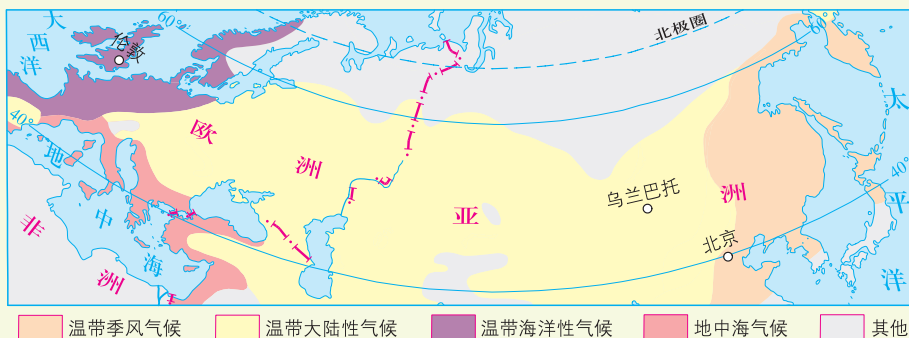 大西洋
60°
伦敦
北极圈
60°
太平洋
40°
欧洲
地中海
乌兰巴托
亚洲
40°
北京
非洲
温带季风气候
温带大陆性气候
温带海洋性气候
地中海气候
其他